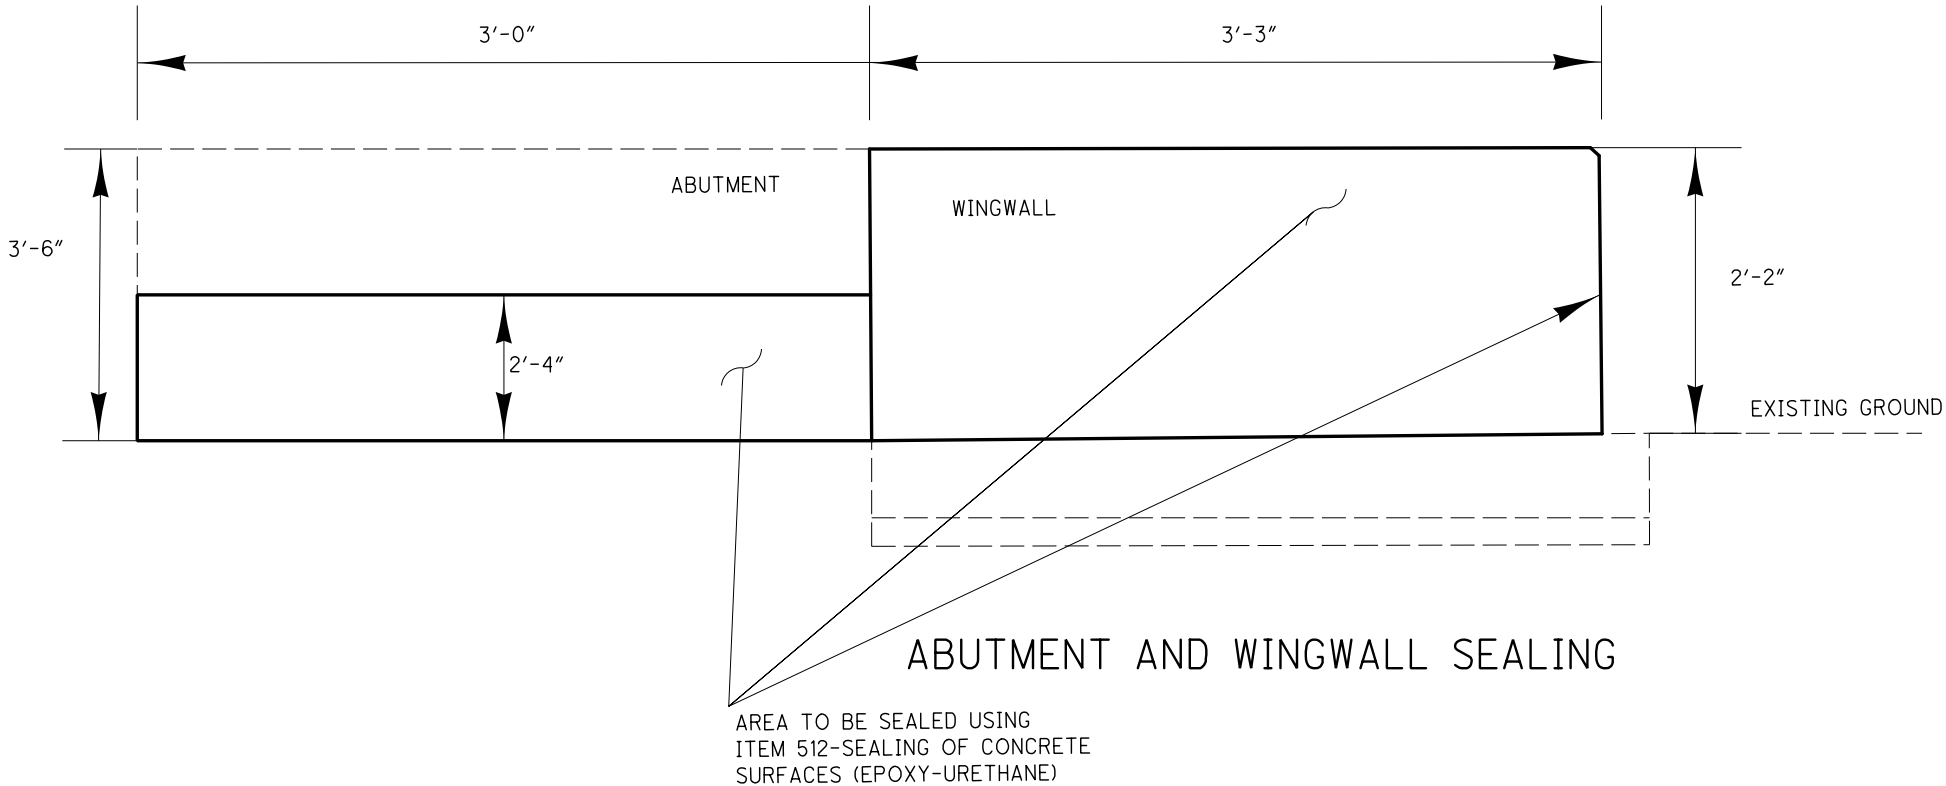 3'-0"
3'-3"
ABUTMENT
WINGWALL
3'-6"
2'-2"
2'-4"
EXISTING GROUND
ABUTMENT AND WINGWALL SEALING
AREA TO BE SEALED USING
ITEM 512-SEALING OF CONCRETE
SURFACES (EPOXY-URETHANE)